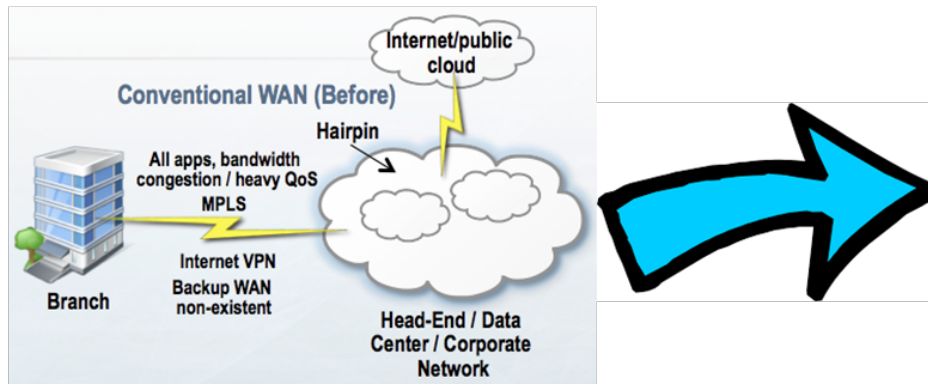 Internet/public
cloud
Conventional WAN (Before)
Hairpin
All apps, bandwidth
congestion / heavy QoS
MPLS
Internet VPN
Backup WAN
non-existent
Branch
Head-End / Data
Center / Corporate
Network